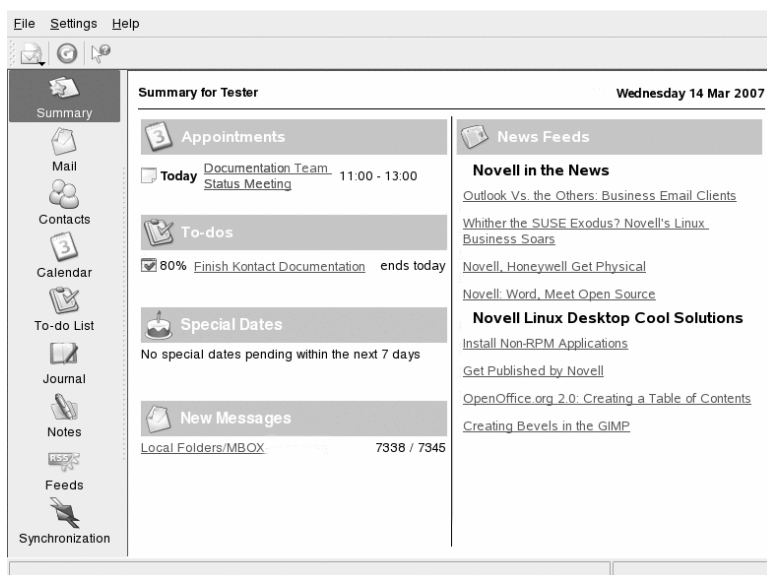 File Settings Help
Summary
Mail
Contacts
Calendar
To-do List
Journal
Notes
RSS
Feeds
Synchronization
Summary for Tester
Wednesday 14 Mar 2007
3 Appointments
Today Documentation Team
Status Meeting 11:00 - 13:00
To-dos
80% Finish Kontact Documentation ends today
Special Dates
No special dates pending within the next 7 days
New Messages
Local Folders/MBOX 7338 / 7345
News Feeds
Novell in the News
Outlook Vs. the Others: Business Email Clients
Whither the SUSE Exodus? Novell's Linux
Business Soars
Novell, Honeywell Get Physical
Novell: Word, Meet Open Source
Novell Linux Desktop Cool Solutions
Install Non-RPM Applications
Get Published by Novell
OpenOffice.org 2.0: Creating a Table of Contents
Creating Bevels in the GIMP